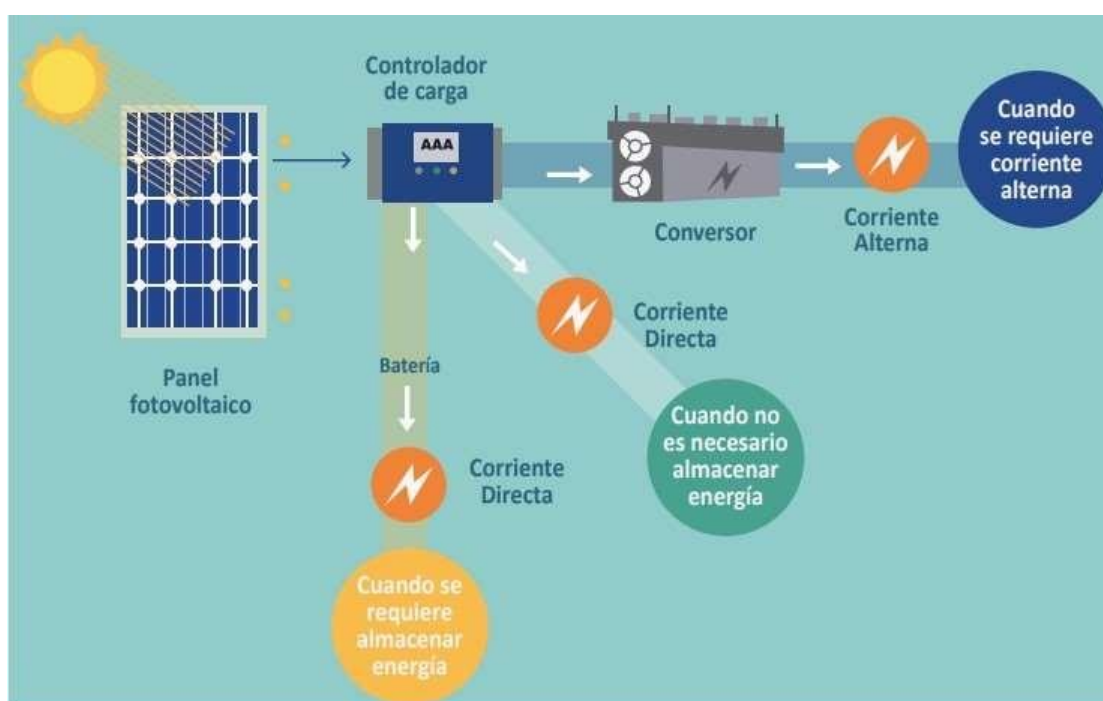 Controlador
de carga
AAA
Panel
fotovoltaico
Conversor
Corriente
Alterna
Cuando
se requiere
corriente
alterna
Corriente
Directa
Cuando no
es necesario
almacenar
energía
Batería
Corriente
Directa
Cuando se
requiere
almacenar
energía